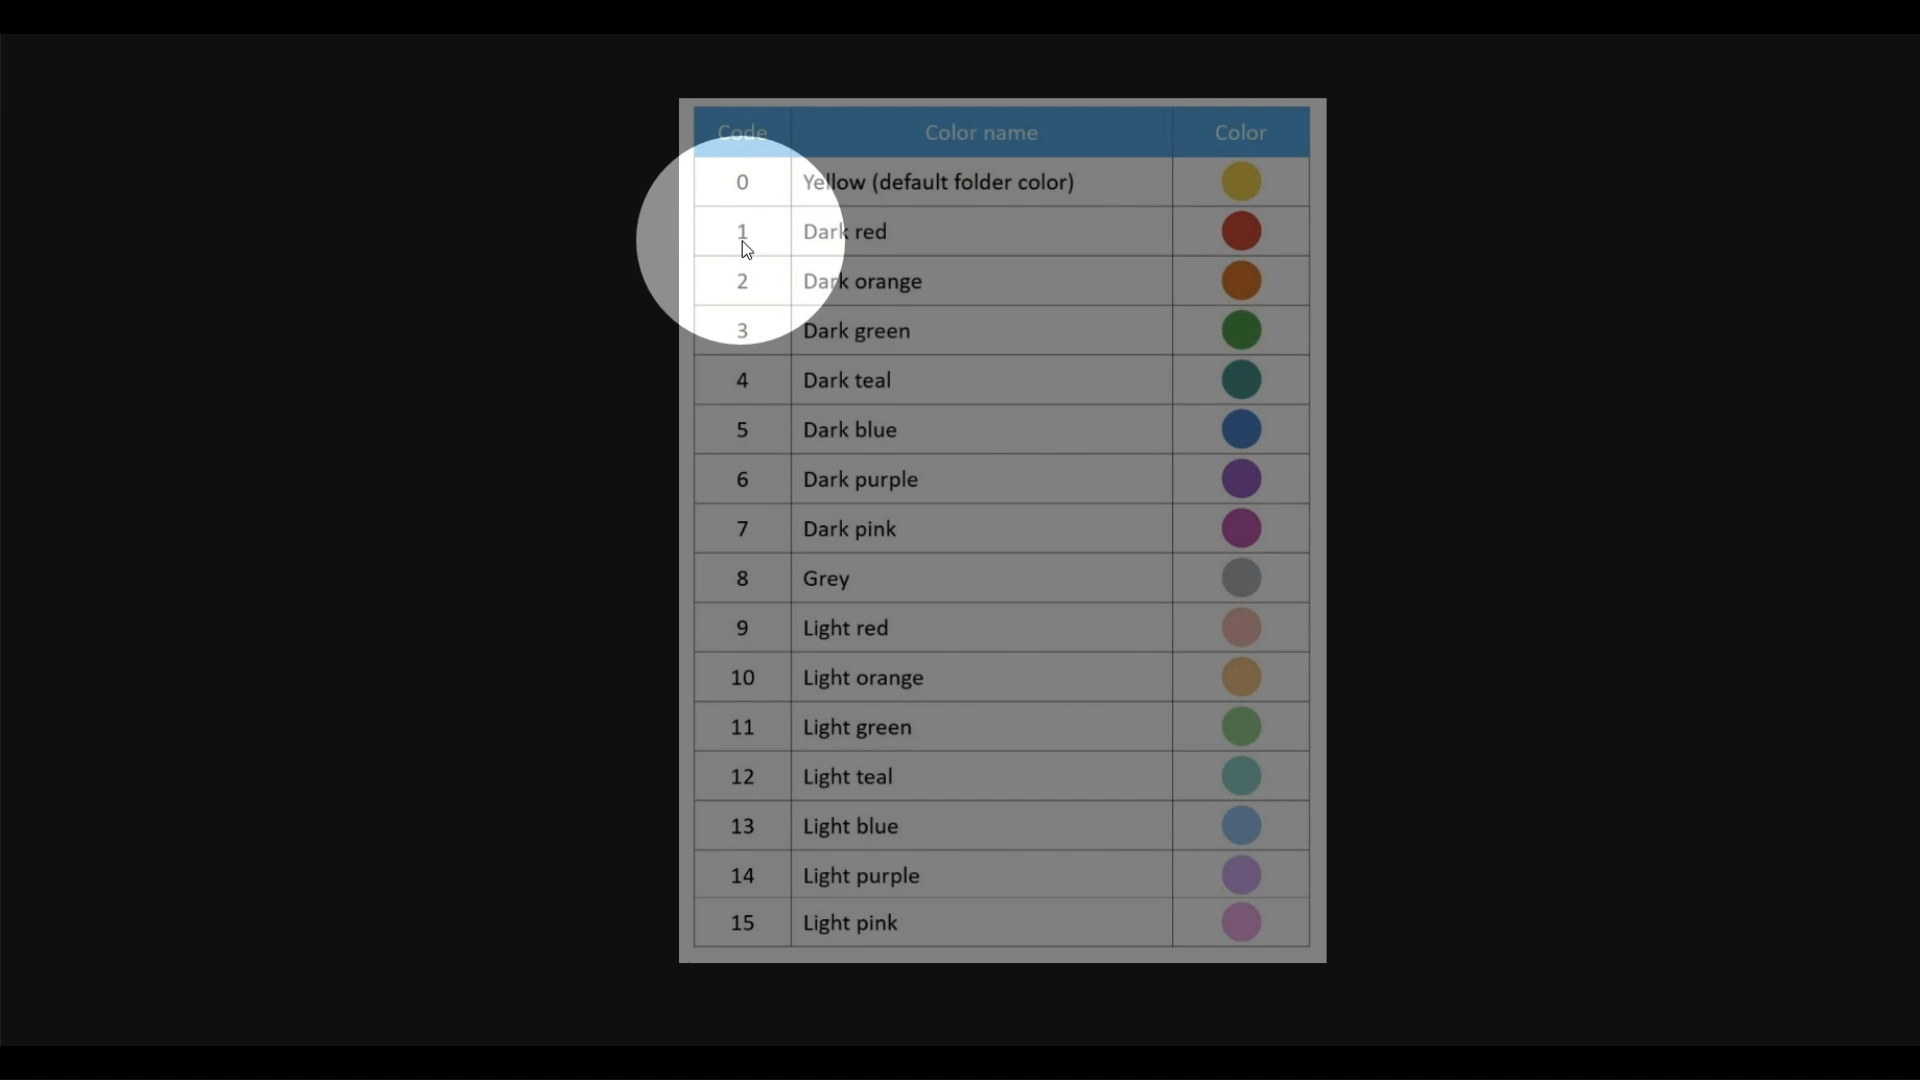 Code Color name Color
0 Yellow (default folder color)
1 Dark red
2 Dark orange
3 Dark green
4 Dark teal
5 Dark blue
6 Dark purple
7 Dark pink
8 Grey
9 Light red
10 Light orange
11 Light green
12 Light teal
13 Light blue
14 Light purple
15 Light pink